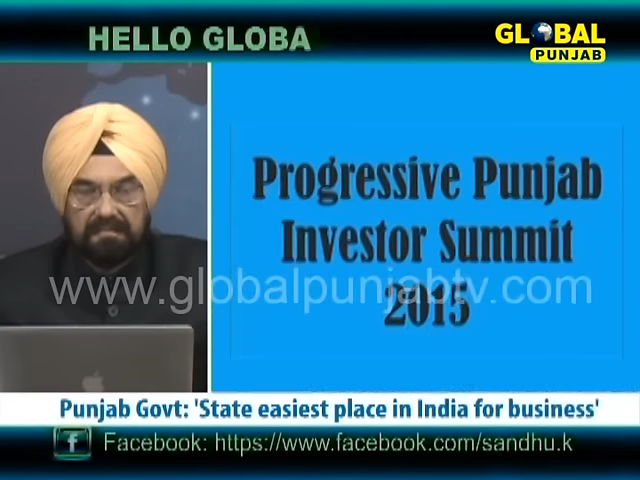 HELLO GLOBA
GLOBAL
PUNJAB
Progressive Punjab
Investor Summit
2015
www.globalpunjabtv.com
Punjab Govt: 'State easiest place in India for business'
f Facebook: https://www.facebook.com/sandhu.k